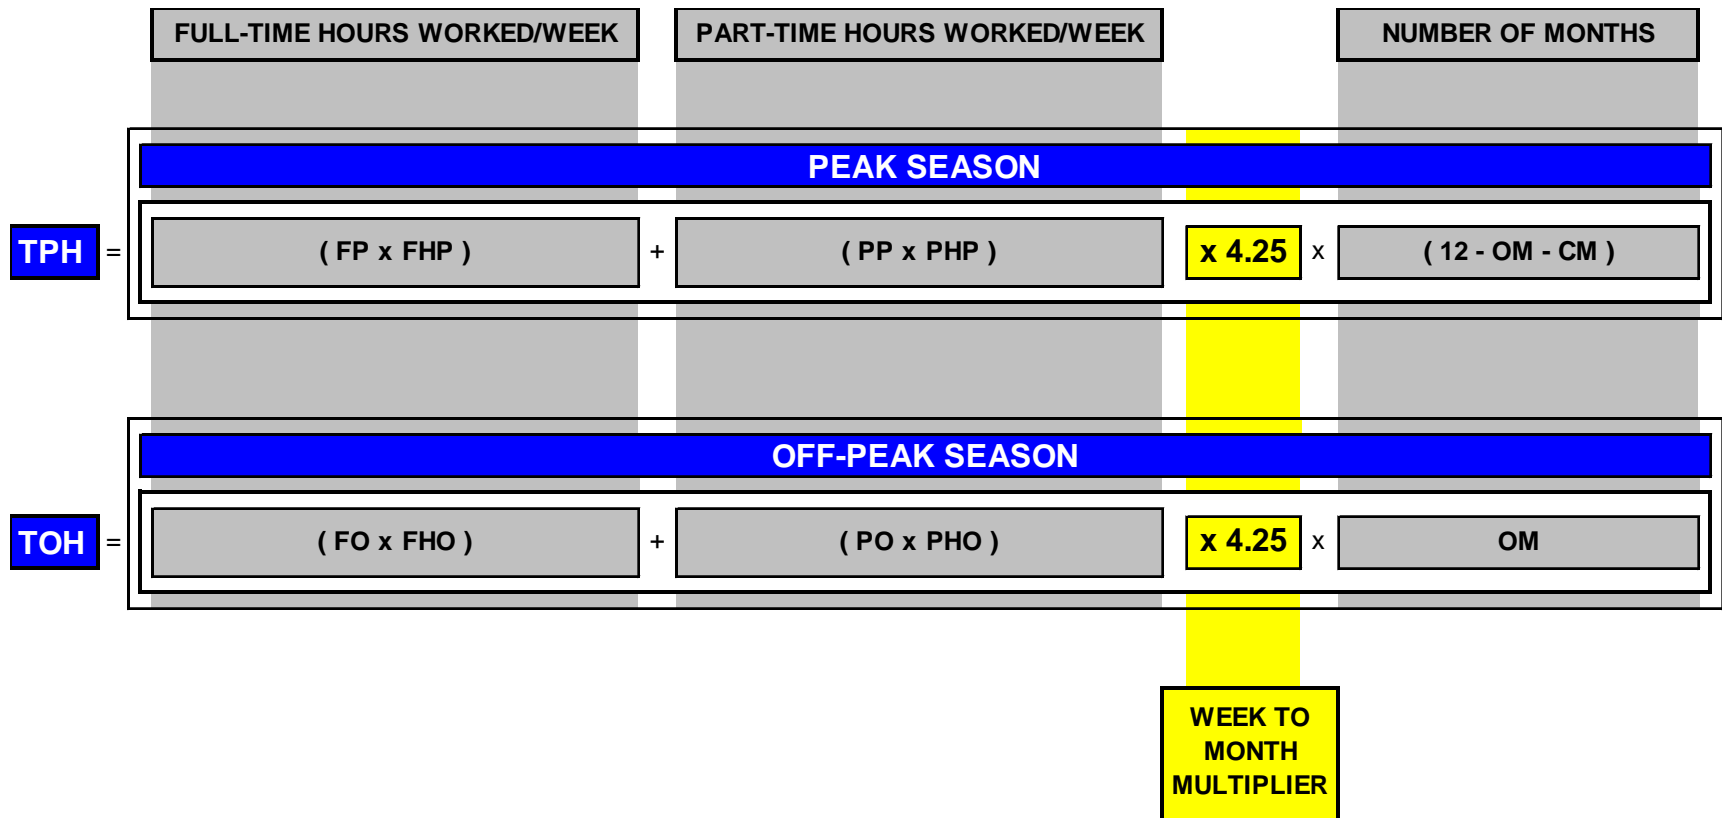 FULL-TIME HOURS WORKED/WEEK PART-TIME HOURS WORKED/WEEK NUMBER OF MONTHS
PEAK SEASON
TPH = ( FP x FHP ) + ( PP x PHP ) x 4.25 x ( 12 - OM - CM )
OFF-PEAK SEASON
TOH = ( FO x FHO ) + ( PO x PHO ) x 4.25 x OM
WEEK TO
MONTH
MULTIPLIER